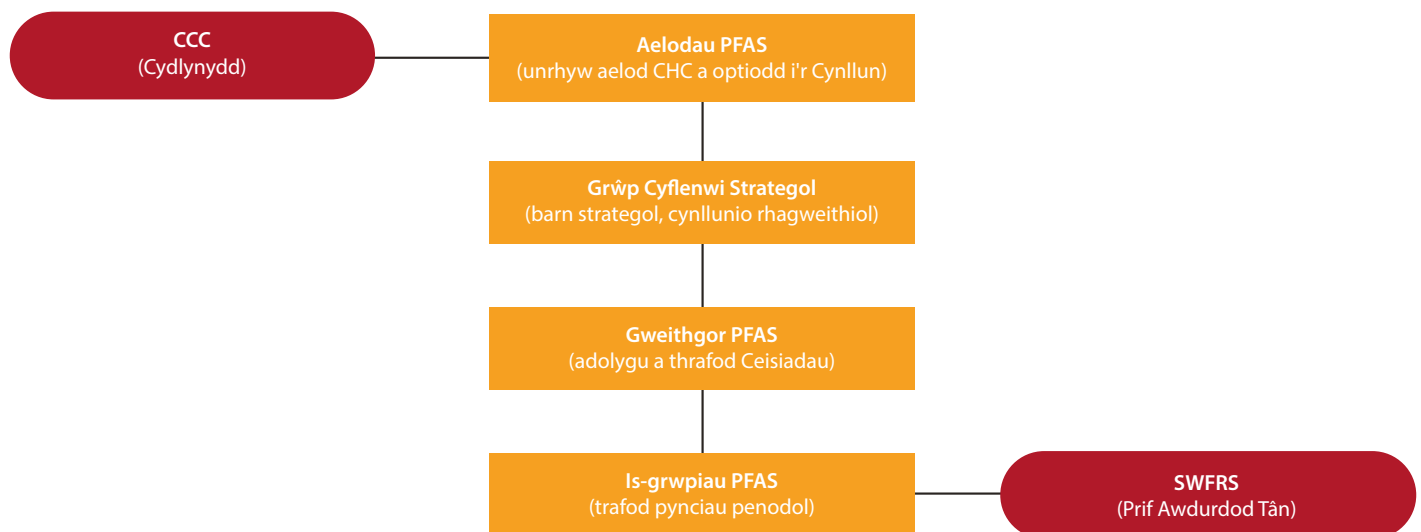 CCC
(Cydlynydd)
Aelodau PFAS
(unrhyw aelod CHC a optiodd i'r Cynllun)
Grŵp Cyflenwi Strategol
(barn strategol, cynllunio rhagweithiol)
Gweithgor PFAS
(adolygu a thrafod Ceisiadau)
Is-grwpiau PFAS
(trafod pynciau penodol)
SWFRS
(Prif Awdurdod Tân)